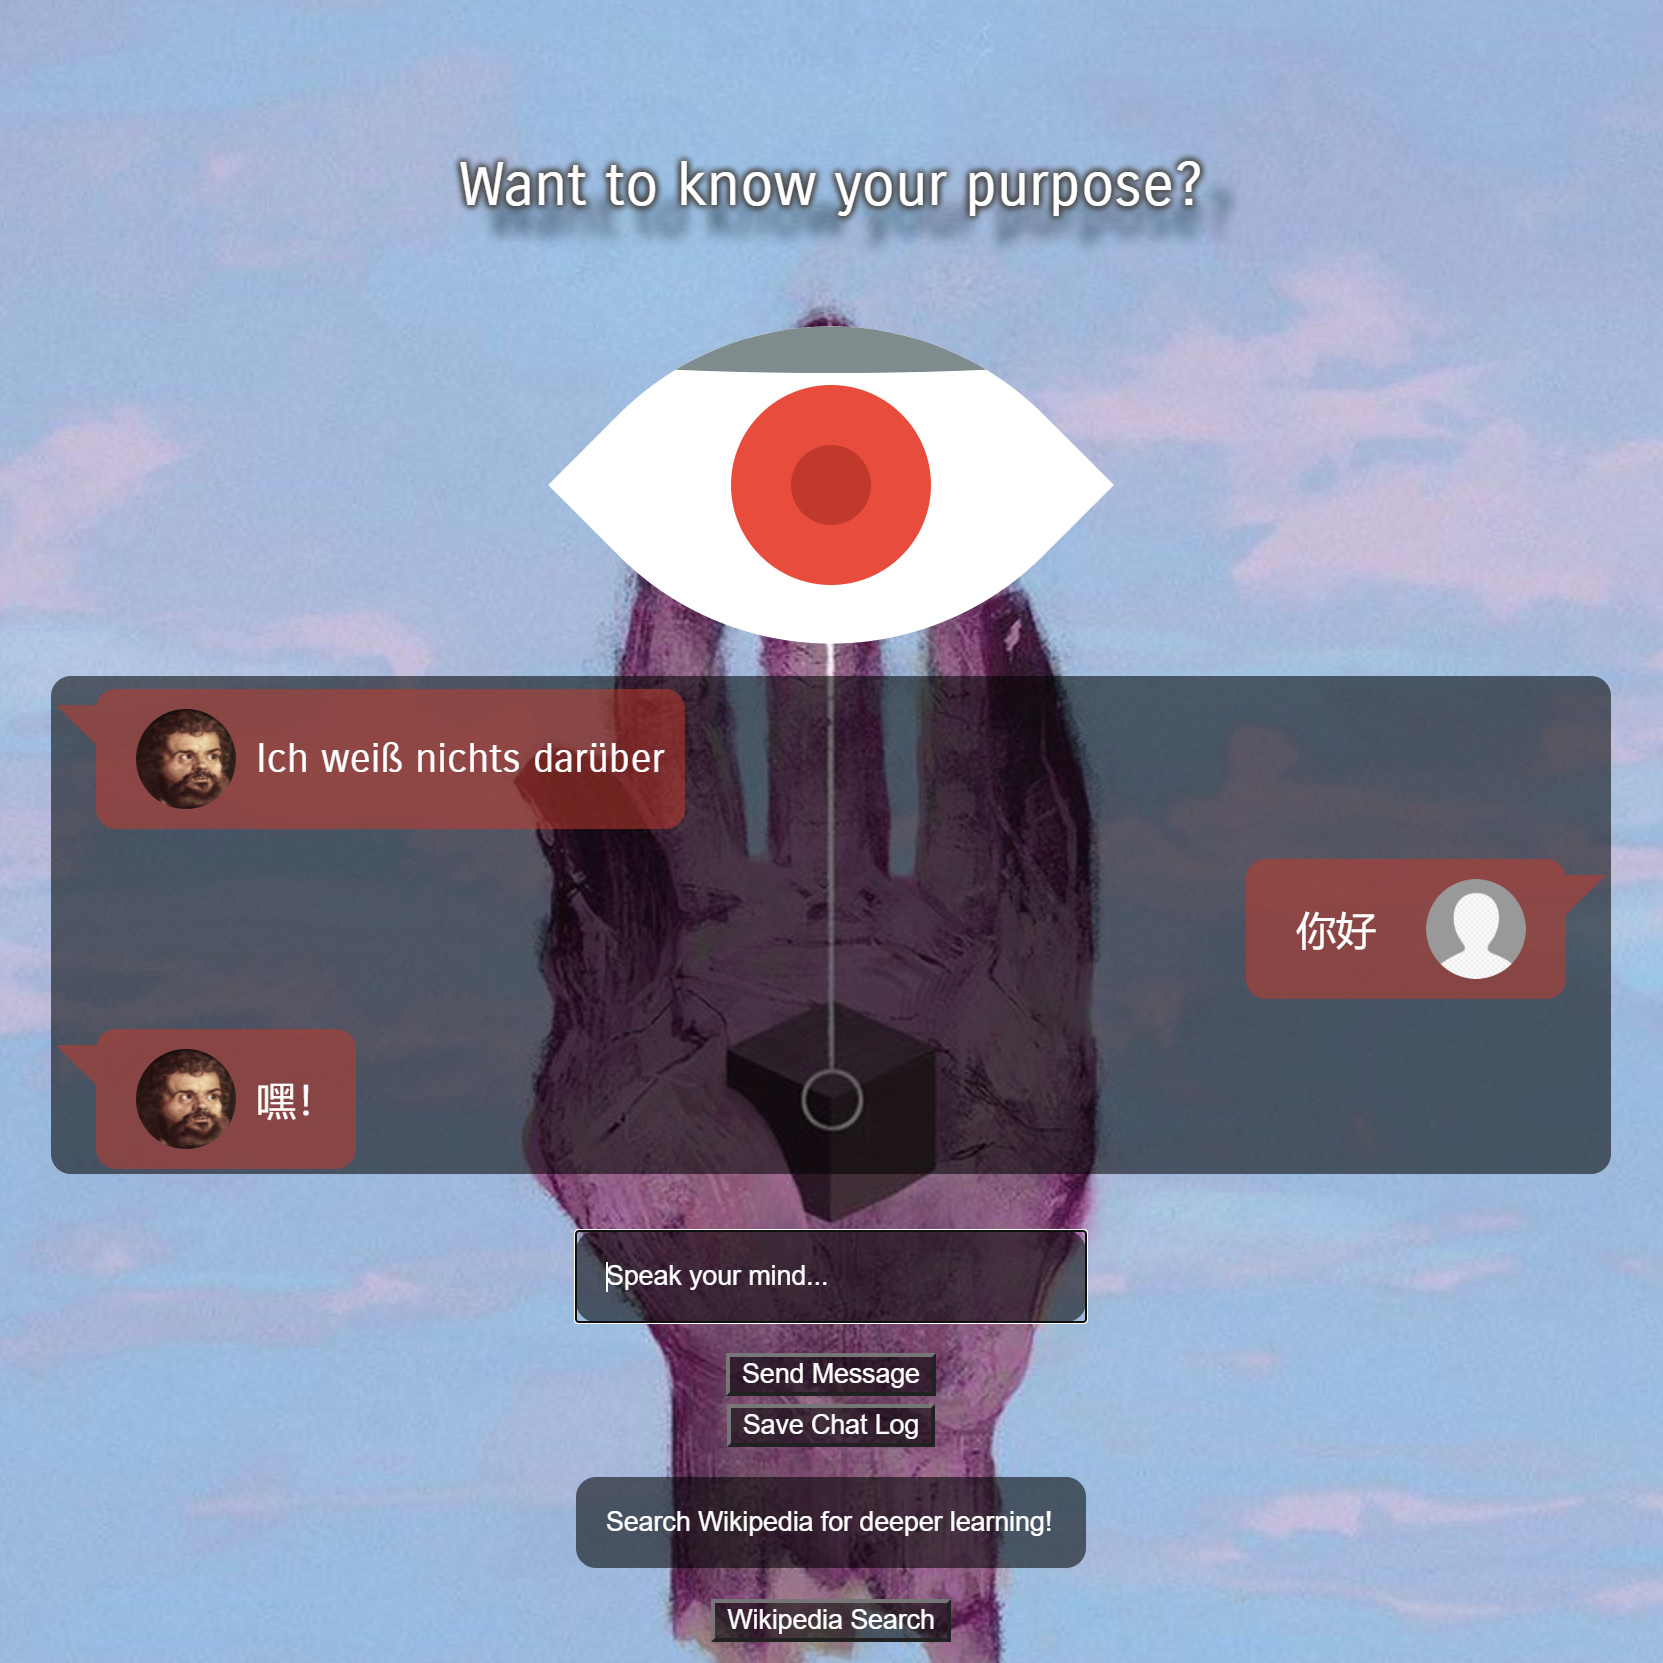 Want to know your purpose?
Ich weiß nichts darüber
你好
嘿！
Speak your mind...
Send Message
Save Chat Log
Search Wikipedia for deeper learning!
Wikipedia Search